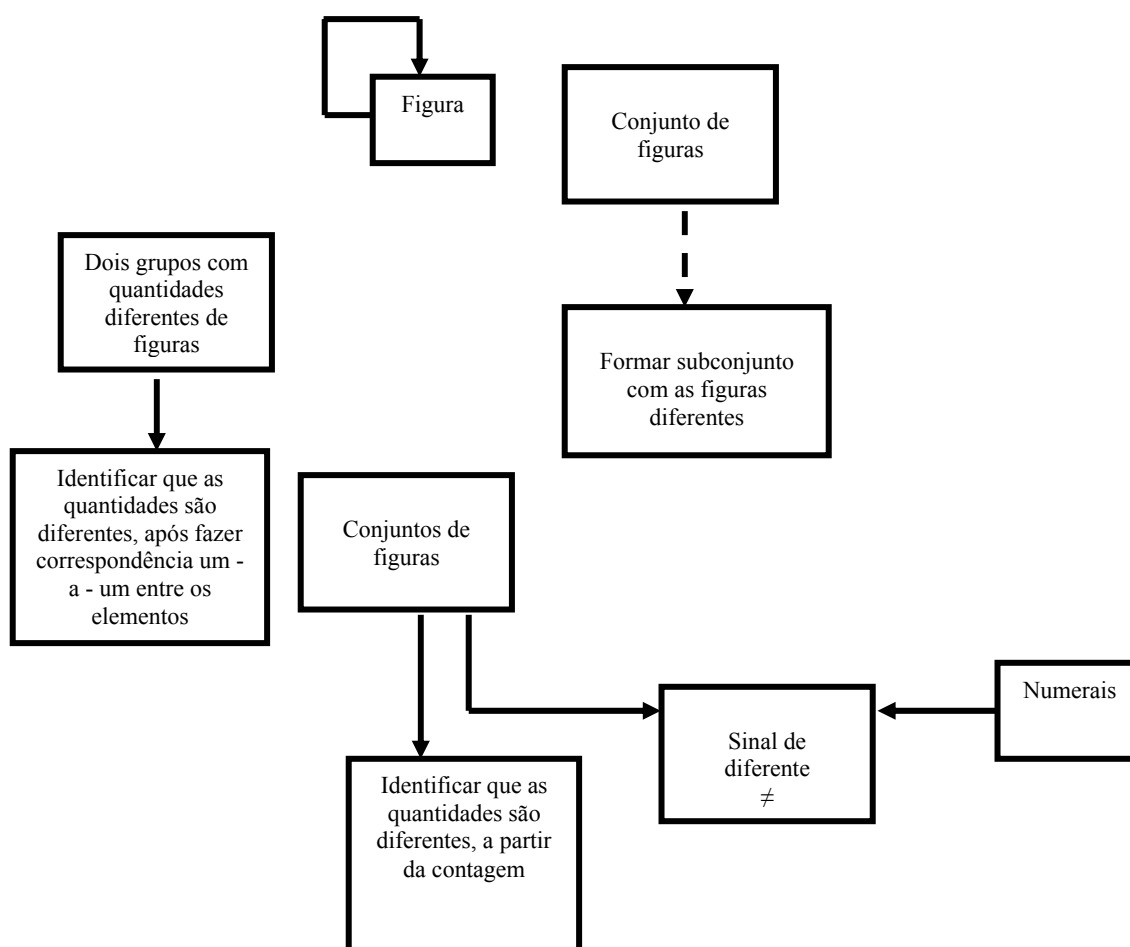 Figura
Conjunto de
figuras
Dois grupos com
quantidades
diferentes de
figuras
Formar subconjunto
com as figuras
diferentes
Identificar que as
quantidades são
diferentes, após fazer
correspondência um -
a - um entre os
elementos
Conjuntos de
figuras
Numerais
Sinal de
diferente
≠
Identificar que as
quantidades são
diferentes, a partir
da contagem